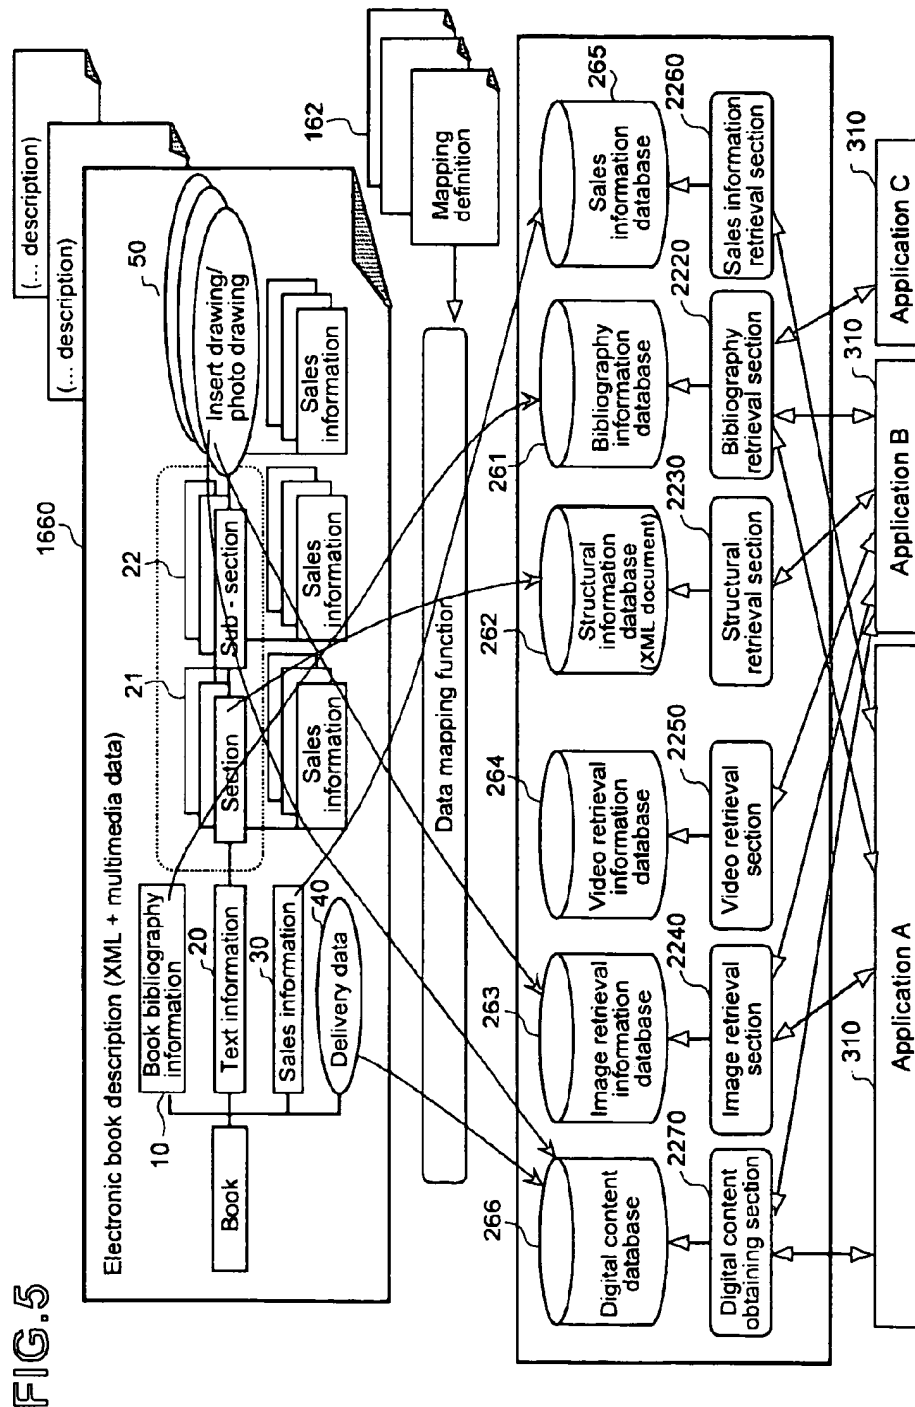 FIG.5
1660
(... description)
(... description)
Electronic book description (XML + multimedia data)
Book
10
Book bibliography
information
20
Text information
30
Sales information
40
Delivery data
21
Section
Sales
information
22
Sub - section
Sales
information
50
Insert drawing/
photo drawing
Sales
information
162
Mapping
definition
Data mapping function
266
Digital content
database
263
Image retrieval
information
database
264
Video retrieval
information
database
262
Structural
information
database
(XML document)
261
Bibliography
information
database
265
Sales
information
database
2270
Digital content
obtaining section
2240
Image retrieval
section
2250
Video retrieval
section
2230
Structural
retrieval section
2220
Bibliography
retrieval section
2260
Sales information
retrieval section
310
Application A
310
Application B
310
Application C